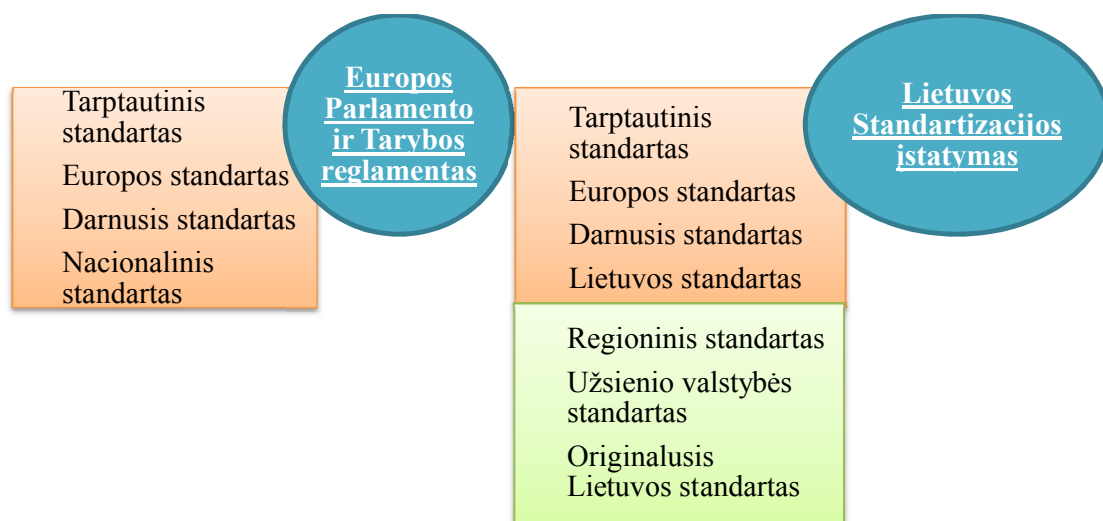 Europos
Parlamento
ir Tarybos
reglamentas
Tarptautinis
standartas
Europos standartas
Darnusis standartas
Nacionalinis
standartas
Lietuvos
Standartizacijos
įstatymas
Tarptautinis
standartas
Europos standartas
Darnusis standartas
Lietuvos standartas
Regioninis standartas
Užsienio valstybės
standartas
Originalusis
Lietuvos standartas